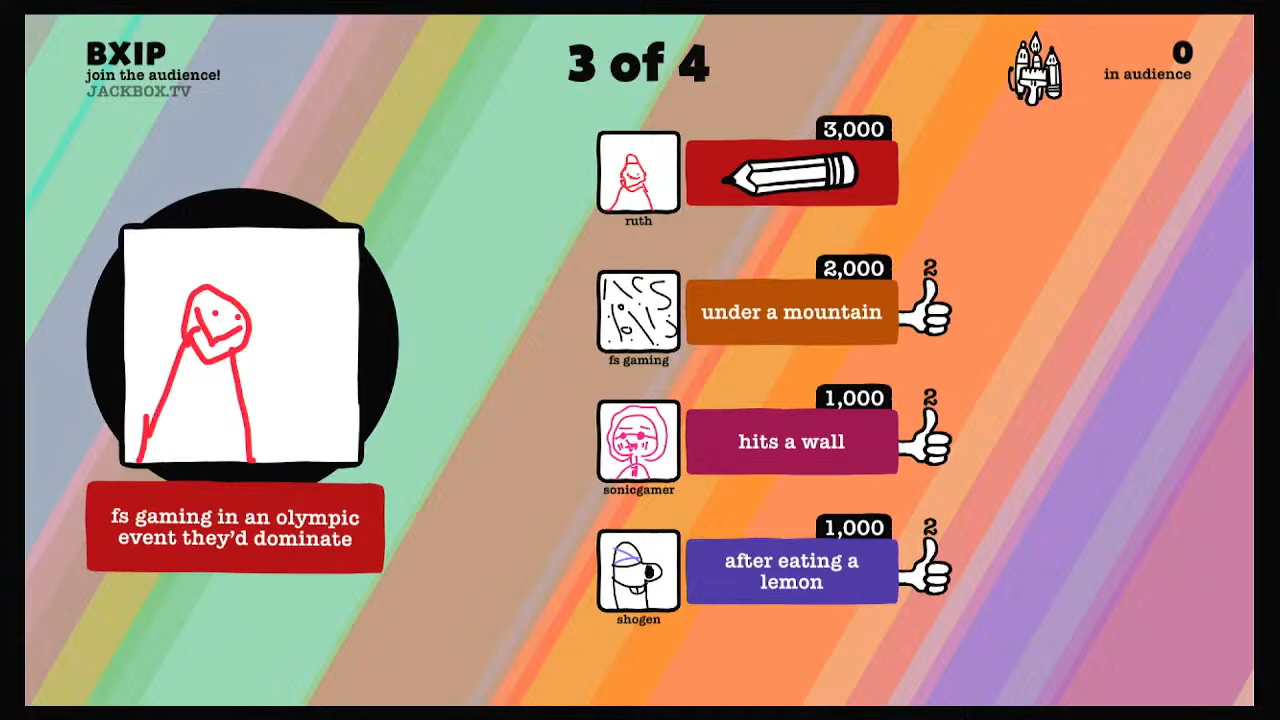 BXIP
join the audience!
JACKBOX.TV
3 of 4
0
in audience
3,000
ruth
2,000
under a mountain
2
fs gaming
1,000
hits a wall
2
sonicgamer
1,000
after eating a
lemon
2
shogen
fs gaming in an olympic
event they'd dominate